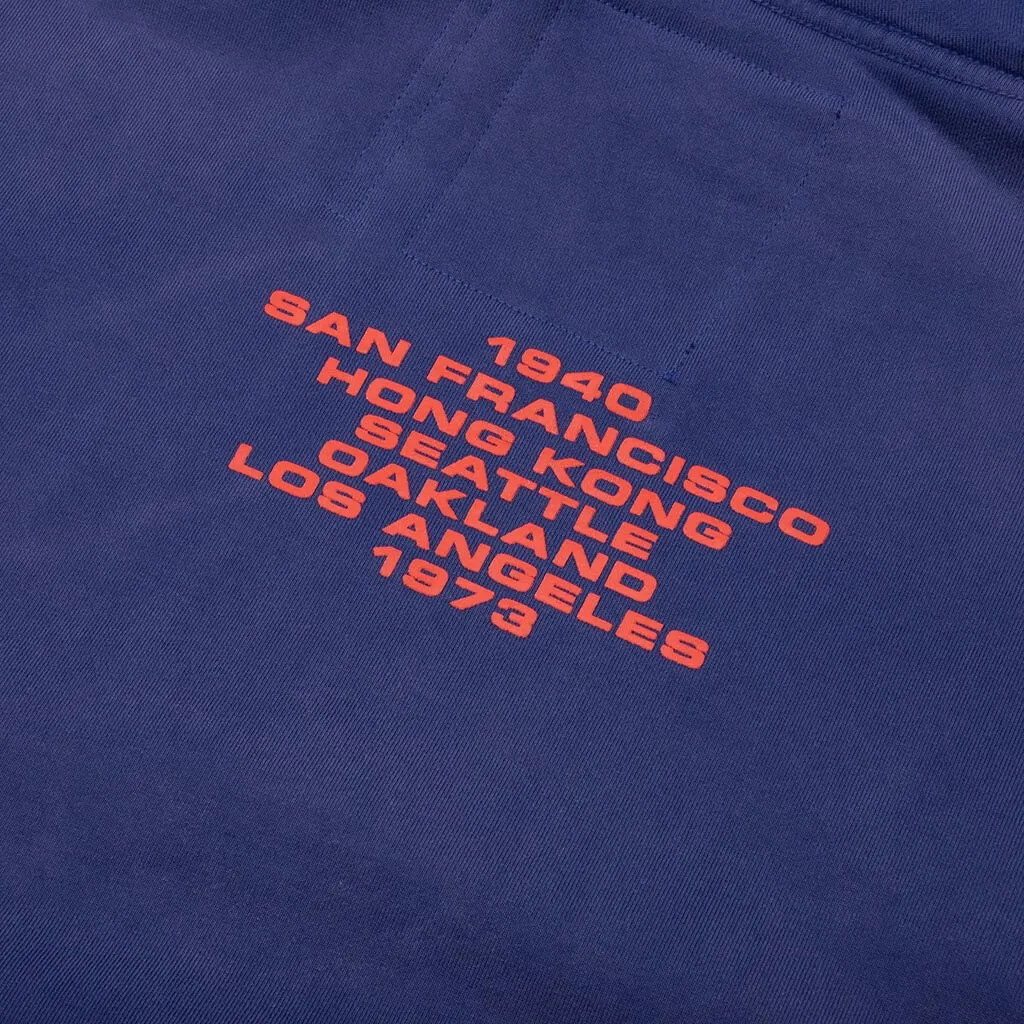 1940
SAN FRANCISCO
HONG KONG
SEATTLE
OAKLAND
LOS ANGELES
1973